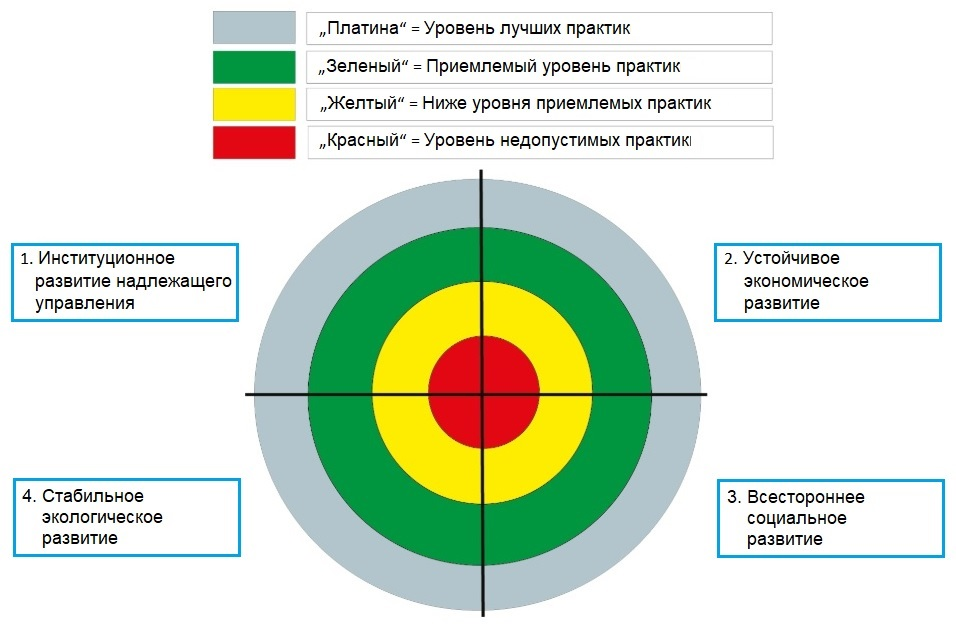 „Платина“ = Уровень лучших практик
„Зеленый“ = Приемлемый уровень практик
„Желтый“ = Ниже уровня приемлемых практик
„Красный“ = Уровень недопустимых практик
1. Институционное
развитие надлежащего
управления
2. Устойчивое
экономическое
развитие
4. Стабильное
экологическое
развитие
3. Всестороннее
социальное
развитие